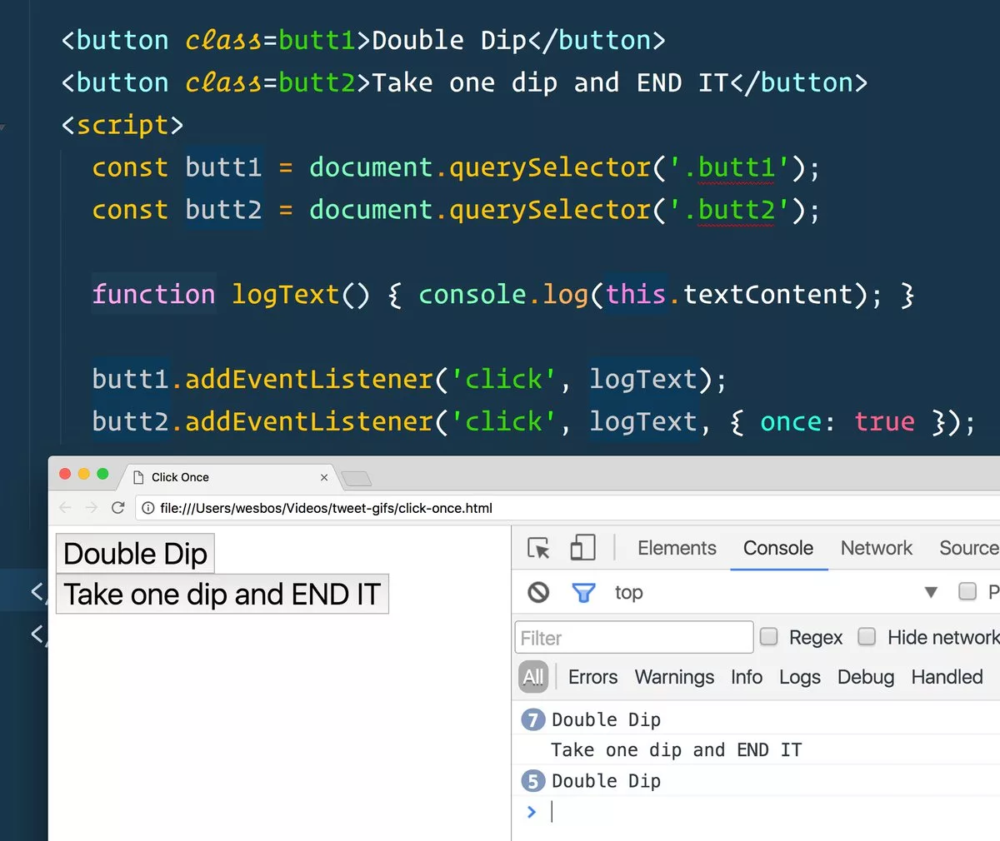 <button class=butt1>Double Dip</button>
<button class=butt2>Take one dip and END IT</button>
<script>
const butt1 = document.querySelector('.butt1');
const butt2 = document.querySelector('.butt2');
function logText() { console.log(this.textContent); }
butt1.addEventListener('click', logText);
butt2.addEventListener('click', logText, { once: true });
Click Once
file:///Users/wesbos/Videos/tweet-gifs/click-once.html
Double Dip
Take one dip and END IT
</
</
Elements Console Network Source
top P
Filter Regex Hide network
All Errors Warnings Info Logs Debug Handled
7 Double Dip
Take one dip and END IT
5 Double Dip
>